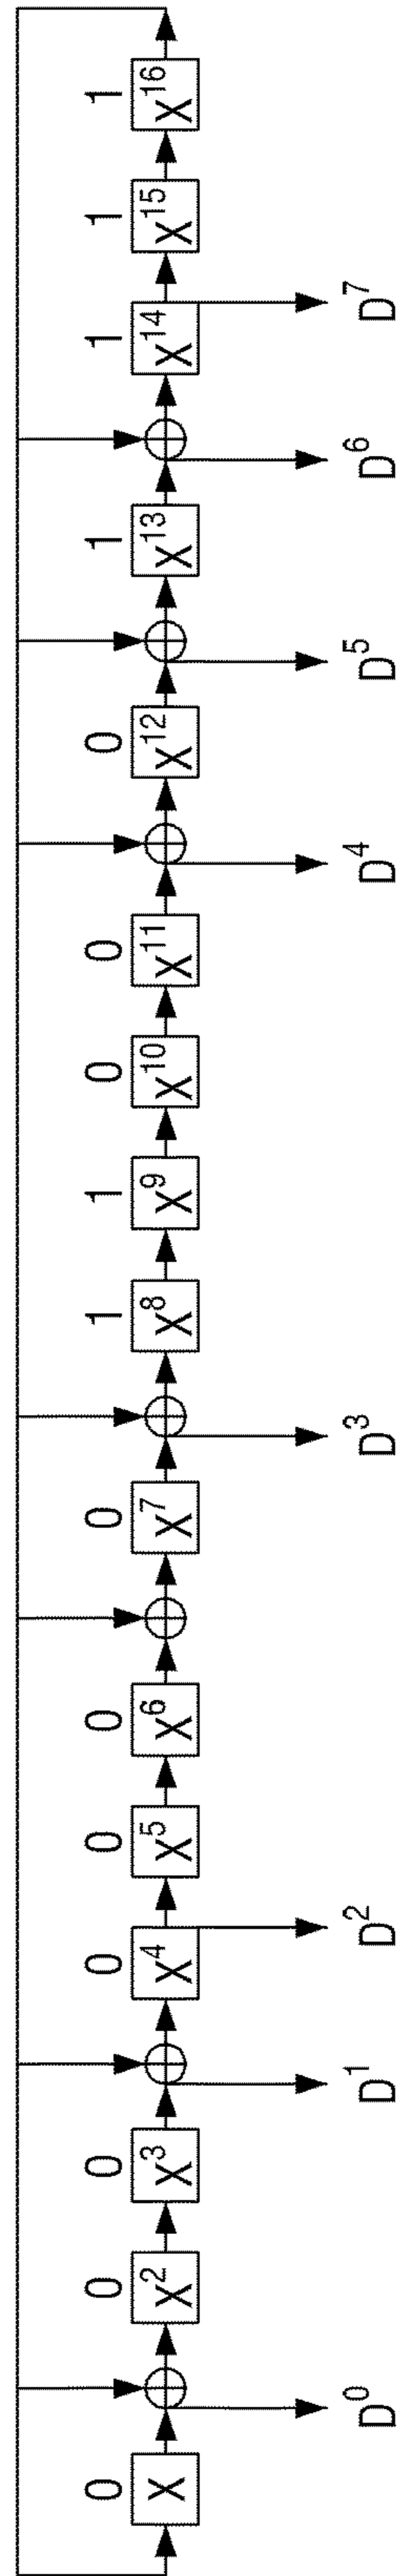 0 0 0 0 0 0 0 1 1 0 0 0 1 1 1 1
X X² X³ X⁴ X⁵ X⁶ X⁷ X⁸ X⁹ X¹⁰ X¹¹ X¹² X¹³ X¹⁴ X¹⁵ X¹⁶
D⁰ D¹ D² D³ D⁴ D⁵ D⁶ D⁷